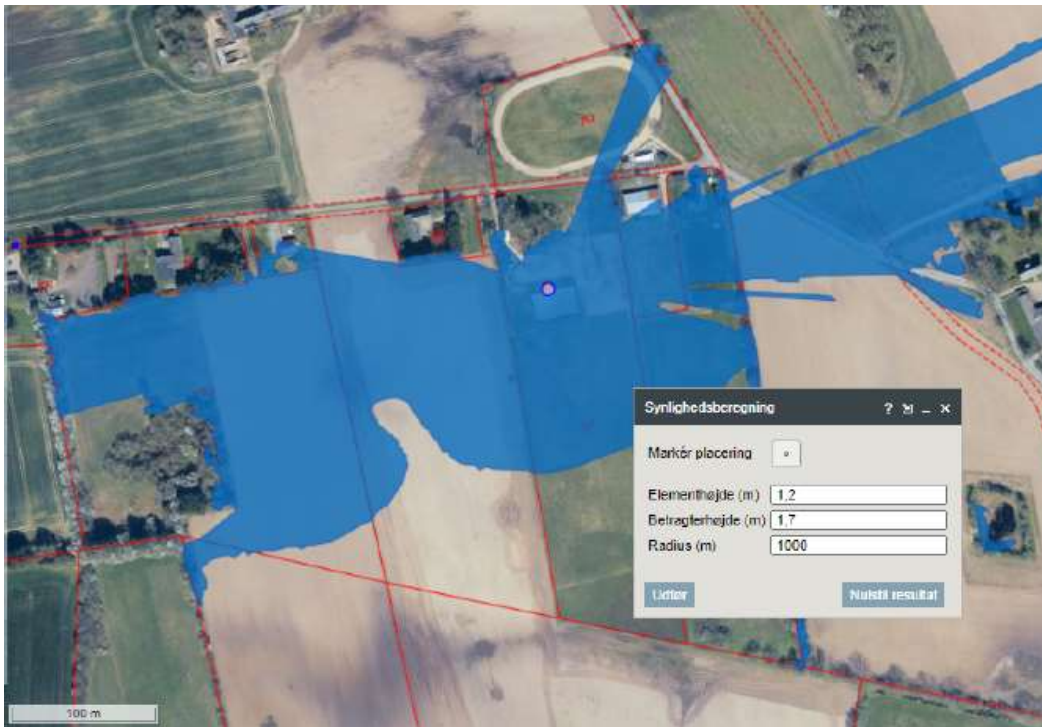 Synlighedsberegning
Markér placering
Elementhøjde (m) 1,2
Betragterhøjde (m) 1,7
Radius (m) 1000
Udfør
Nulstil resultat
100 m